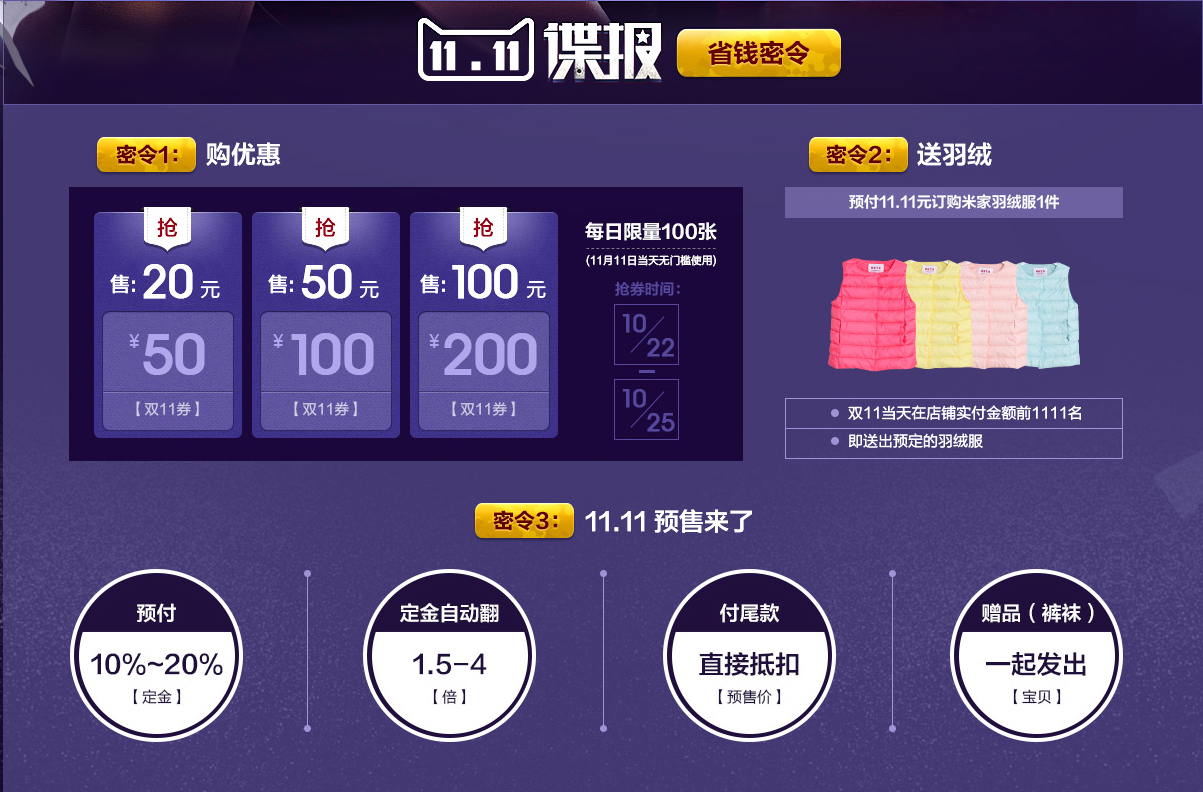 11.11 谍报 省钱密令
密令1: 购优惠
抢
售:20元
¥50
【双11券】
抢
售:50元
¥100
【双11券】
抢
售:100元
¥200
【双11券】
每日限量100张
(11月11日当天无门槛使用)
抢券时间:
10/22
10/25
密令2: 送羽绒
预付11.11元订购米家羽绒服1件
双11当天在店铺实付金额前1111名
即送出预定的羽绒服
密令3: 11.11 预售来了
预付
10%~20%
【定金】
定金自动翻
1.5-4
【倍】
付尾款
直接抵扣
【预售价】
赠品(裤袜)
一起发出
【宝贝】